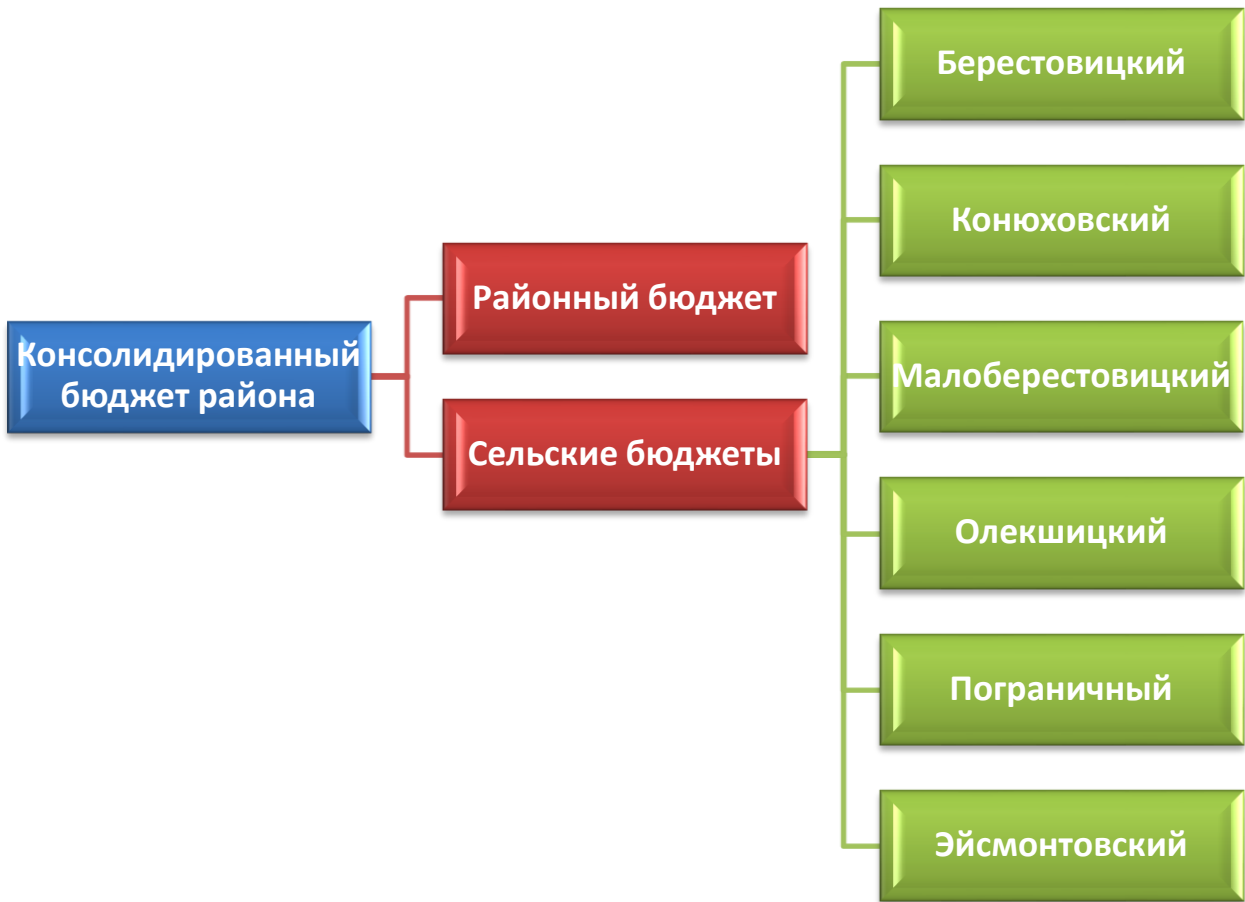 Консолидированный
бюджет района
Районный бюджет
Сельские бюджеты
Берестовицкий
Конюховский
Малоберестовицкий
Олекшицкий
Пограничный
Эйсмонтовский